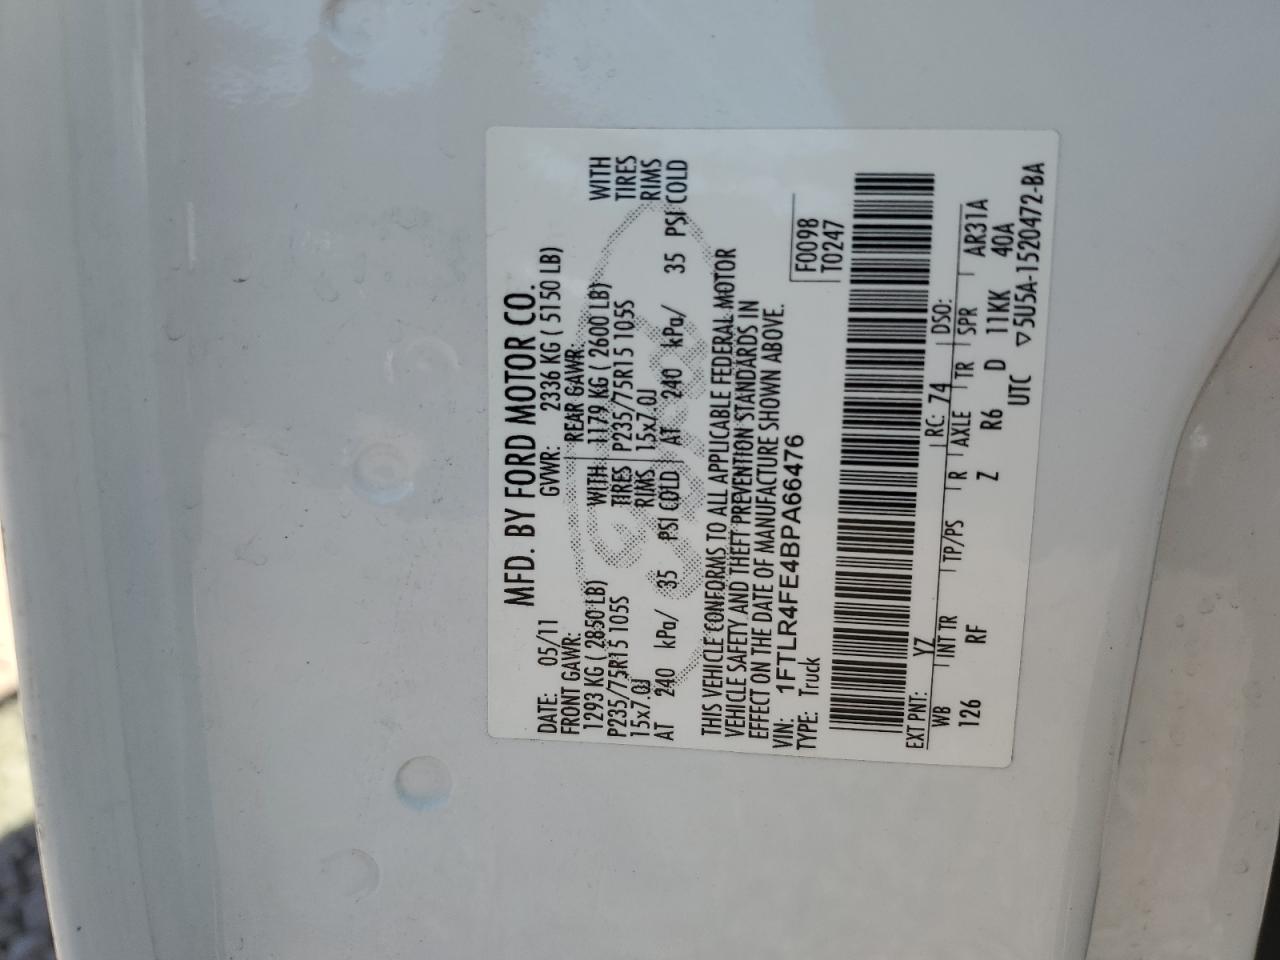 MFD. BY FORD MOTOR CO.
DATE: 05/11 GVWR: 2336 KG ( 5150 LB)
FRONT GAWR: REAR GAWR:
1293 KG ( 2850 LB) WITH 1179 KG ( 2600 LB) WITH
P235/75R15 105S TIRES P235/75R15 105S TIRES
15x7.0J RIMS 15x7.0J RIMS
AT 240 kPa/ 35 PSI COLD AT 240 kPa/ 35 PSI COLD
THIS VEHICLE CONFORMS TO ALL APPLICABLE FEDERAL MOTOR
VEHICLE SAFETY AND THEFT PREVENTION STANDARDS IN
EFFECT ON THE DATE OF MANUFACTURE SHOWN ABOVE.
VIN: 1FTLR4FE4BPA66476
TYPE: Truck
F0098
T0247
EXT PNT: YZ RC: 74 DSO:
WB INT TR TP/PS R AXLE TR SPR AR31A
126 RF Z R6 D 11KK 40A
UTC ▽5U5A-1520472-BA